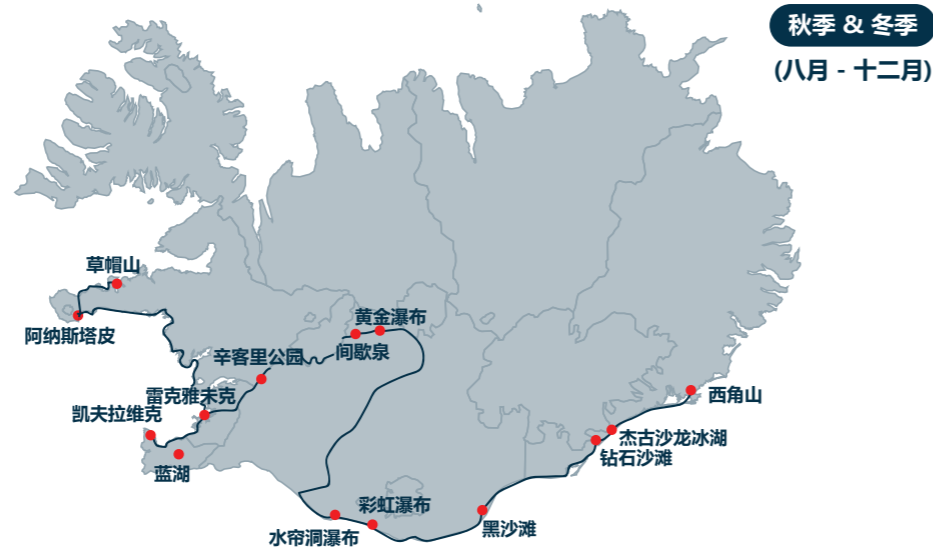 秋季 & 冬季
(八月 - 十二月)
草帽山
阿纳斯塔皮
黄金瀑布
间歇泉
辛客里公园
雷克雅未克
凯夫拉维克
蓝湖
西角山
杰古沙龙冰湖
钻石沙滩
彩虹瀑布
黑沙滩
水帘洞瀑布